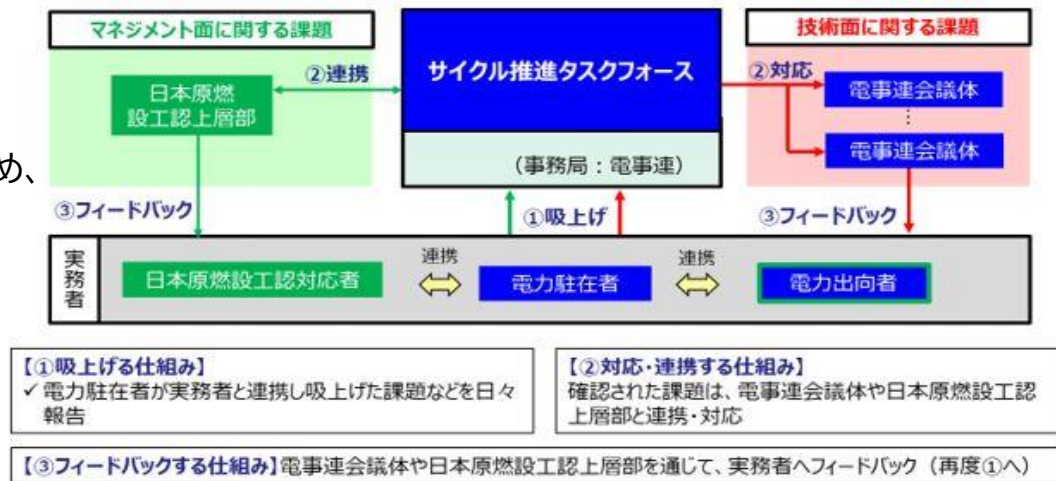 マネジメント面に関する課題
サイクル推進タスクフォース
技術面に関する課題
②連携
②対応
日本原燃
設工認上層部
電事連会議体
⋮
電事連会議体
(事務局:電事連)
め、
③フィードバック
①吸上げ
③フィードバック
実務者
日本原燃設工認対応者
連携
電力駐在者
連携
電力出向者
【①吸上げる仕組み】
✓ 電力駐在者が実務者と連携し吸上げた課題などを日々
報告
【②対応・連携する仕組み】
確認された課題は、電事連会議体や日本原燃設工認
上層部と連携・対応
【③フィードバックする仕組み】電事連会議体や日本原燃設工認上層部を通じて、実務者へフィードバック(再度①へ)